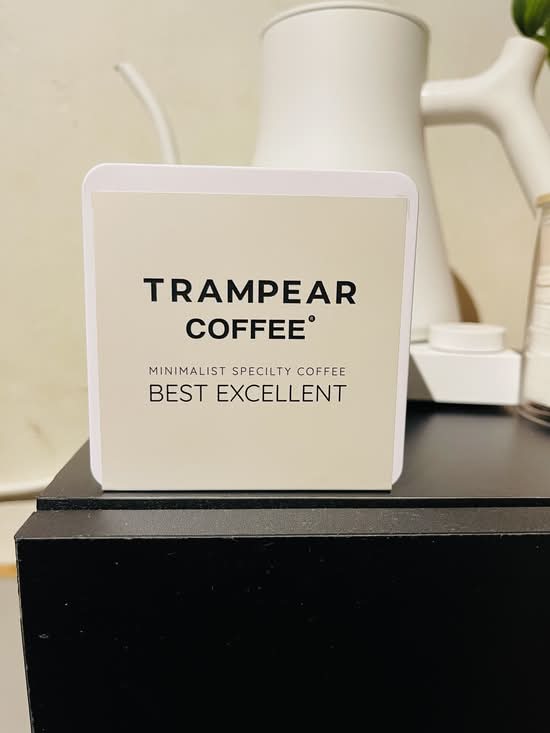 TRAMPEAR
COFFEE®
MINIMALIST SPECILTY COFFEE
BEST EXCELLENT